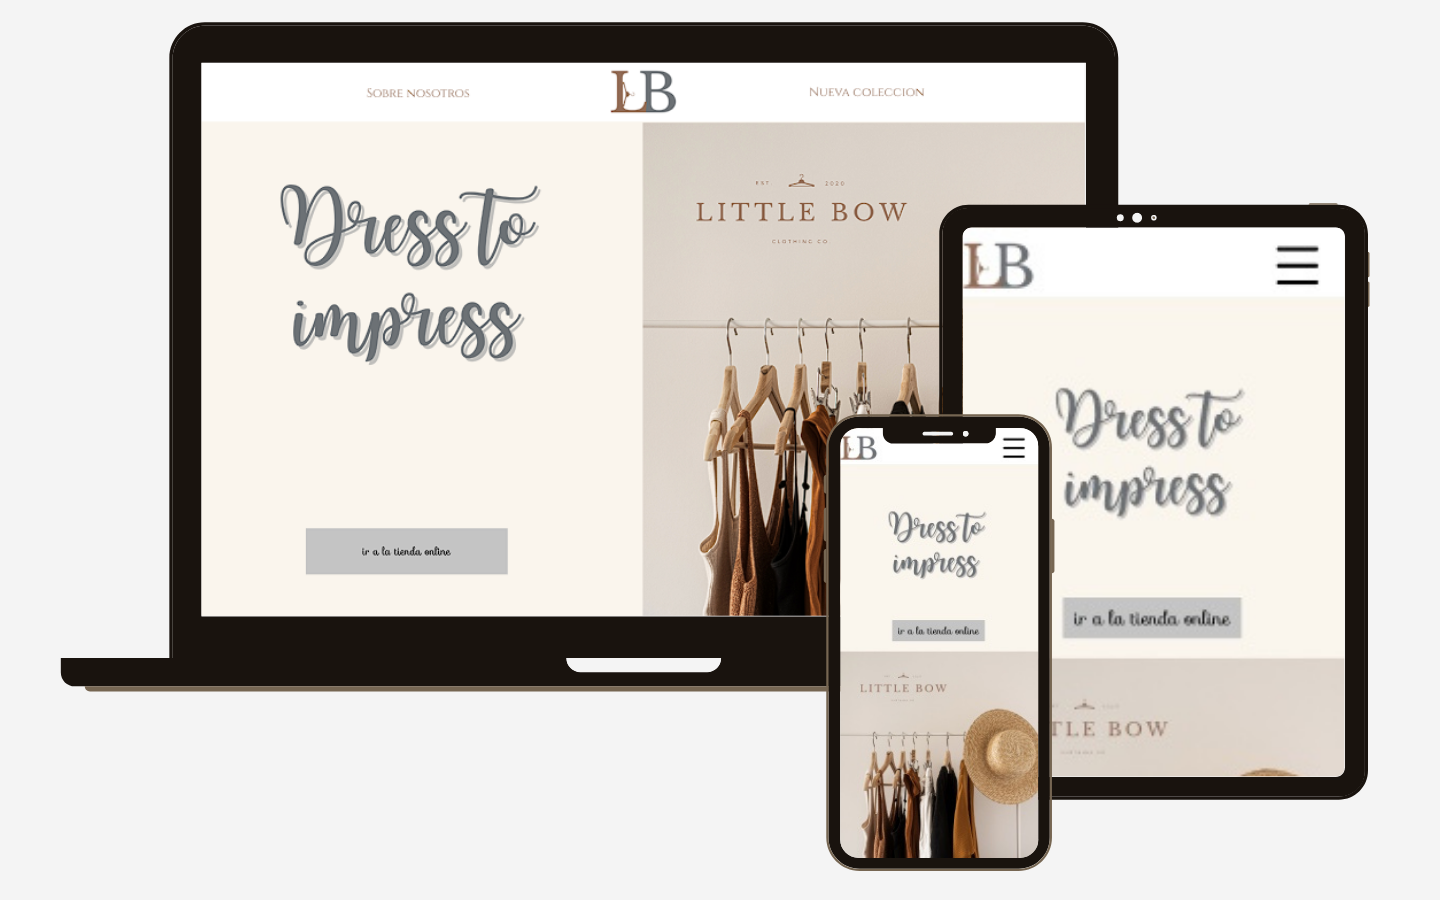 SOBRE NOSOTROS
LB
NUEVA COLECCION
Dress to
impress
ir a la tienda online
EST 2020
LITTLE BOW
CLOTHING CO
LB
Dress to
impress
ir a la tienda online
TLE BOW
LB
Dress to
impress
ir a la tienda online
LITTLE BOW